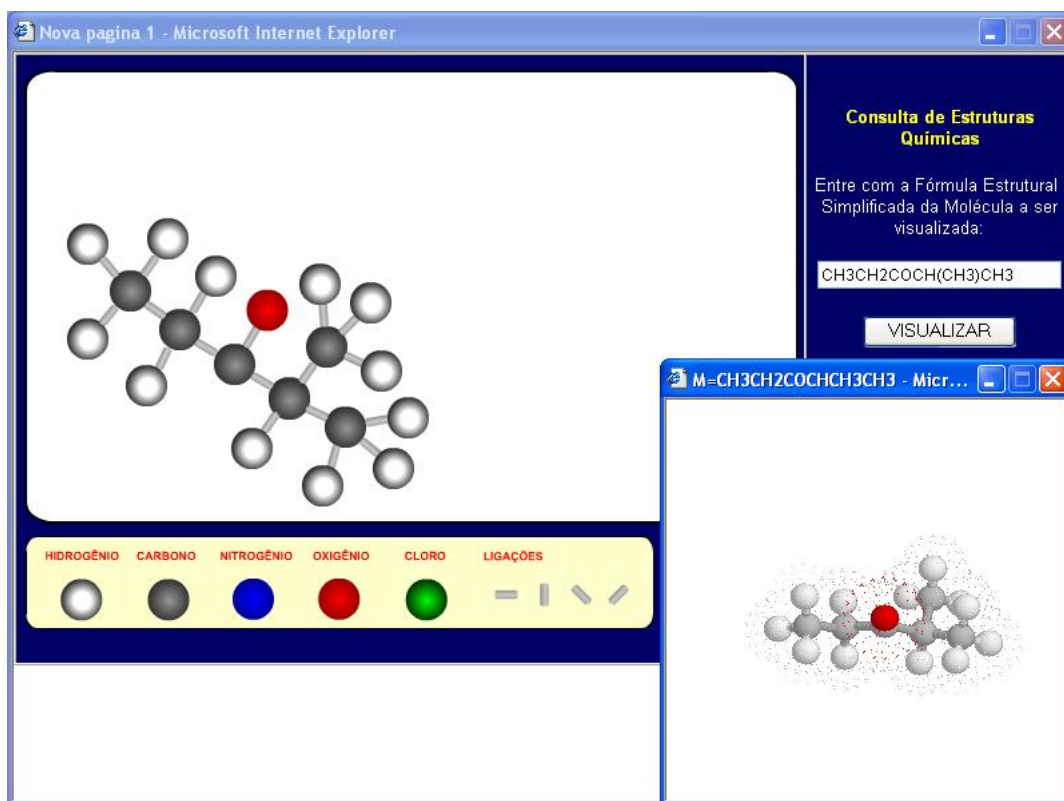 Nova pagina 1 - Microsoft Internet Explorer
Consulta de Estruturas
Químicas
Entre com a Fórmula Estrutural
Simplificada da Molécula a ser
visualizada:
CH3CH2COCH(CH3)CH3
VISUALIZAR
M=CH3CH2COCHCH3CH3 - Micr...
HIDROGÊNIO CARBONO NITROGÊNIO OXIGÊNIO CLORO LIGAÇÕES